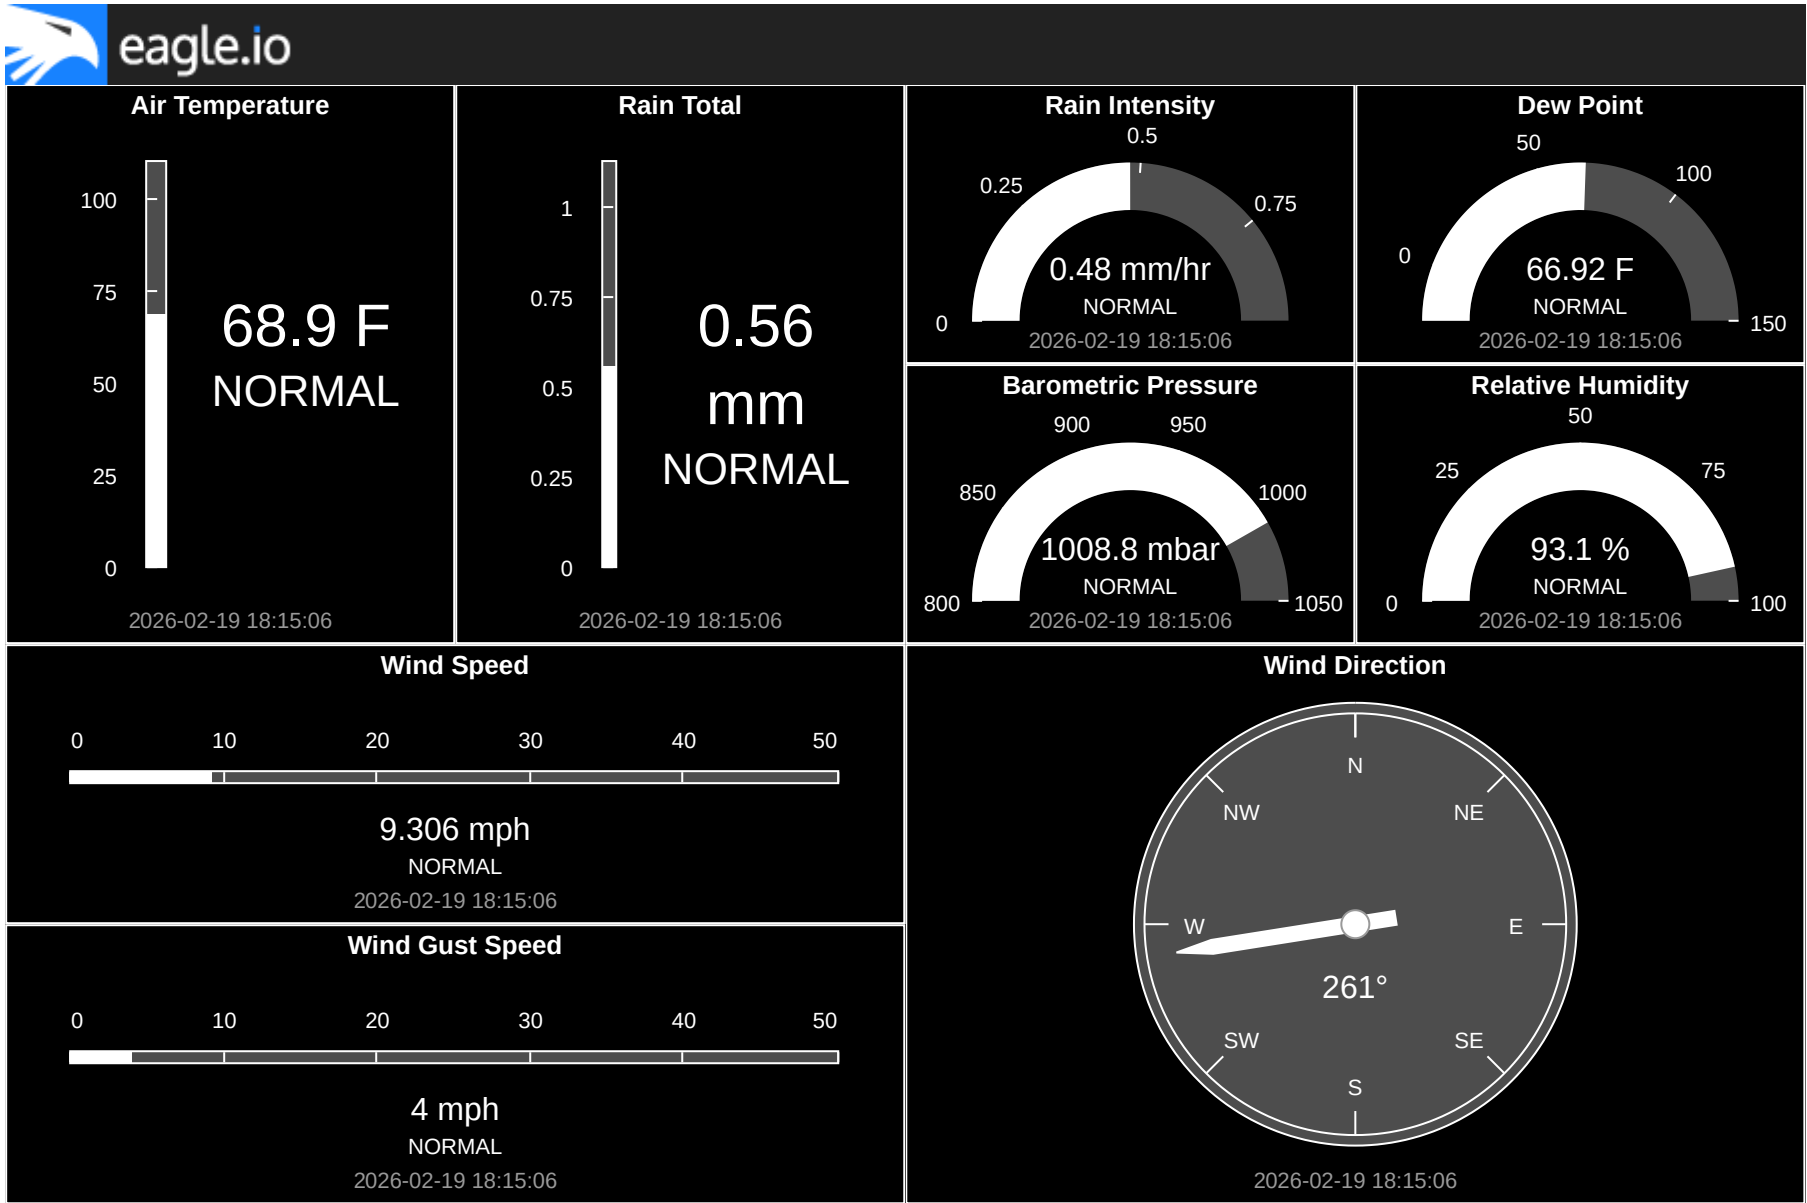 eagle.io
Air Temperature
100
75
50
25
0
68.9 F
NORMAL
2026-02-19 18:15:06
Rain Total
1
0.75
0.5
0.25
0
0.56
mm
NORMAL
2026-02-19 18:15:06
Rain Intensity
0.5
0.25
0.75
0
0.48 mm/hr
NORMAL
2026-02-19 18:15:06
Dew Point
50
100
0
150
66.92 F
NORMAL
2026-02-19 18:15:06
Barometric Pressure
900
950
850
1000
800
1050
1008.8 mbar
NORMAL
2026-02-19 18:15:06
Relative Humidity
50
25
75
0
100
93.1 %
NORMAL
2026-02-19 18:15:06
Wind Speed
0 10 20 30 40 50
9.306 mph
NORMAL
2026-02-19 18:15:06
Wind Gust Speed
0 10 20 30 40 50
4 mph
NORMAL
2026-02-19 18:15:06
Wind Direction
N
NW NE
W E
261°
SW SE
S
2026-02-19 18:15:06